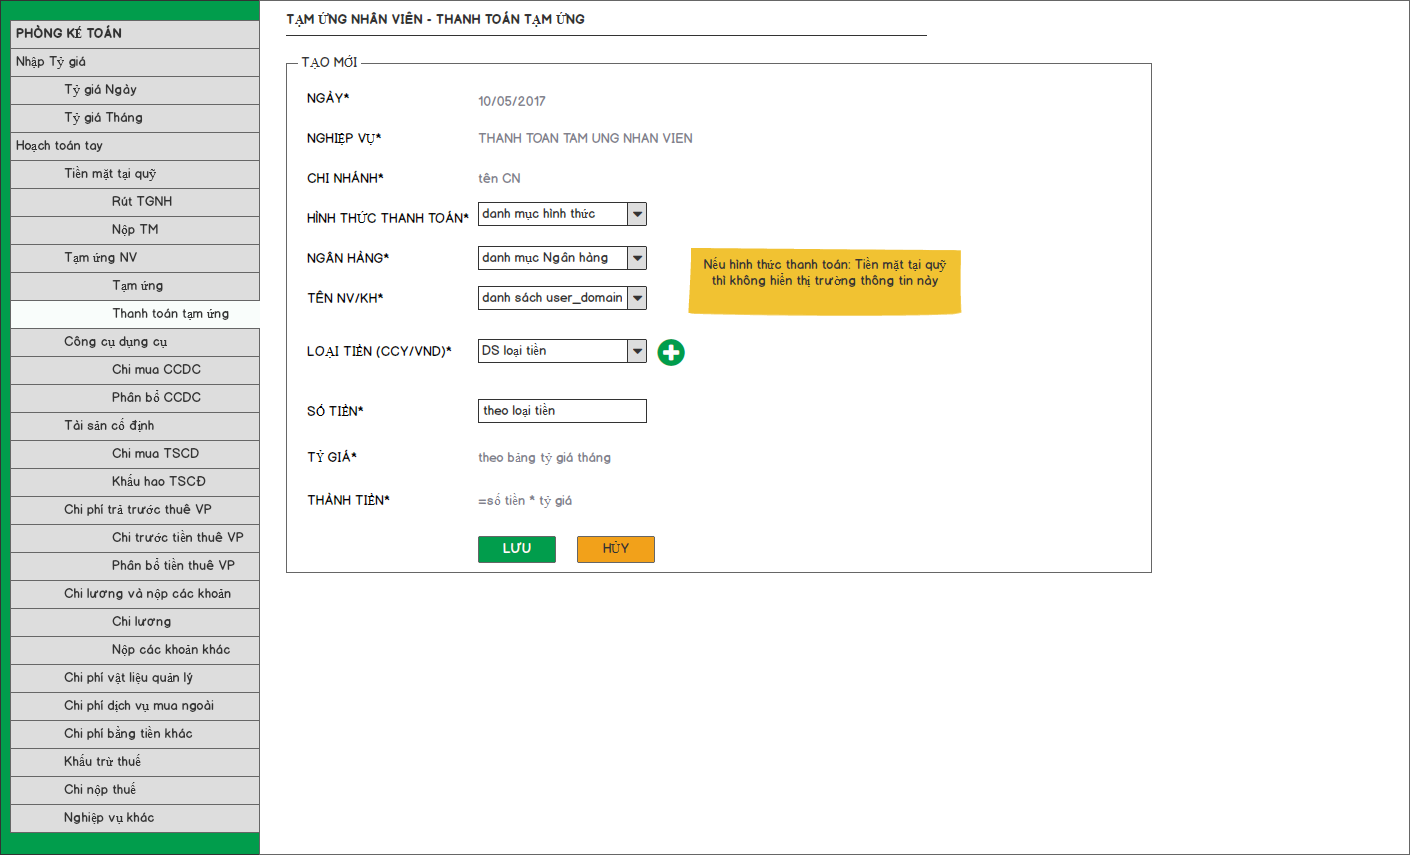 PHÒNG KẾ TOÁN
Nhập Tỷ giá
Tỷ giá Ngày
Tỷ giá Tháng
Hoạch toán tay
Tiền mặt tại quỹ
Rút TGNH
Nộp TM
Tạm ứng NV
Tạm ứng
Thanh toán tạm ứng
Công cụ dụng cụ
Chi mua CCDC
Phân bổ CCDC
Tài sản cố định
Chi mua TSCD
Khấu hao TSCĐ
Chi phí trả trước thuê VP
Chi trước tiền thuê VP
Phân bổ tiền thuê VP
Chi lương và nộp các khoản
Chi lương
Nộp các khoản khác
Chi phí vật liệu quản lý
Chi phí dịch vụ mua ngoài
Chi phí bằng tiền khác
Khấu trừ thuế
Chi nộp thuế
Nghiệp vụ khác
TẠM ỨNG NHÂN VIÊN - THANH TOÁN TẠM ỨNG
TẠO MỚI
NGÀY* 10/05/2017
NGHIỆP VỤ* THANH TOAN TAM UNG NHAN VIEN
CHI NHÁNH* tên CN
HÌNH THỨC THANH TOÁN* danh mục hình thức
NGÂN HÀNG* danh mục Ngân hàng
Nếu hình thức thanh toán: Tiền mặt tại quỹ
thì không hiển thị trường thông tin này
TÊN NV/KH* danh sách user_domain
LOẠI TIỀN (CCY/VND)* DS loại tiền
SỐ TIỀN* theo loại tiền
TỶ GIÁ* theo bảng tỷ giá tháng
THÀNH TIỀN* =số tiền * tỷ giá
LƯU HỦY